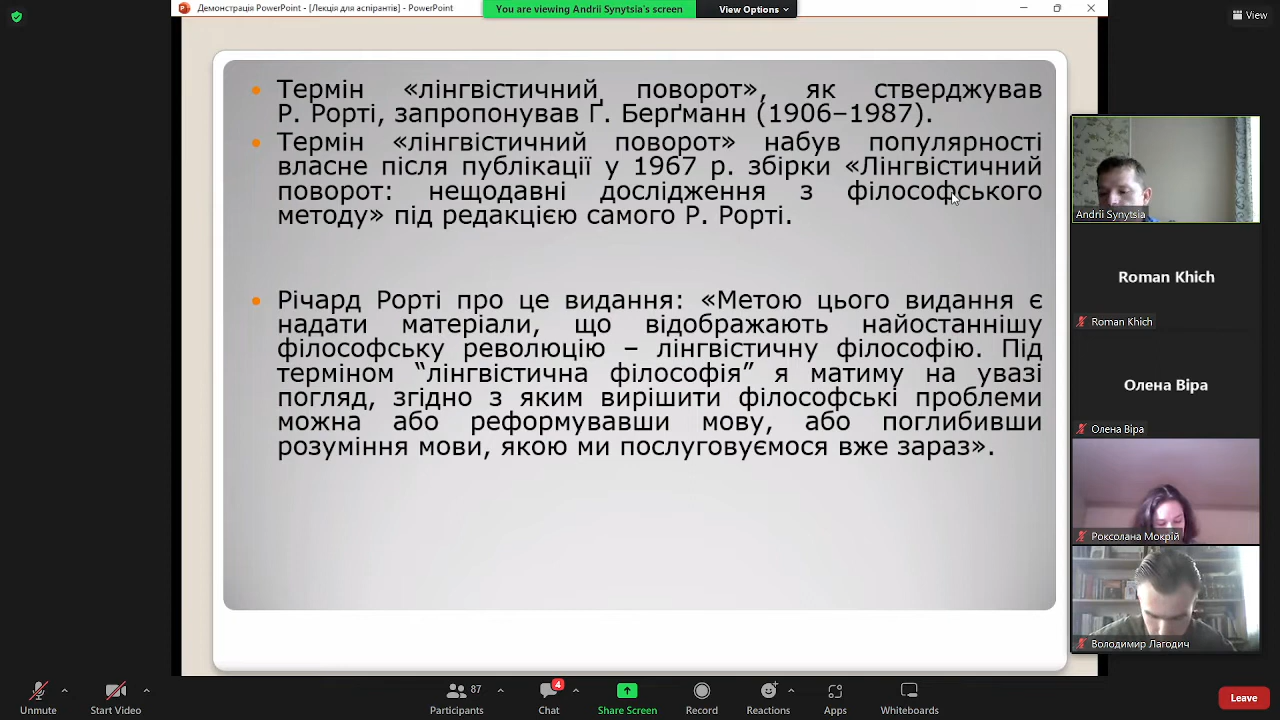 Демонстрація PowerPoint - [Лекція для аспірантів] - PowerPoint
You are viewing Andrii Synytsia's screen
View Options
View
Термін «лінгвістичний поворот», як стверджував
Р. Рорті, запропонував Ґ. Берґманн (1906–1987).
Термін «лінгвістичний поворот» набув популярності
власне після публікації у 1967 р. збірки «Лінгвістичний
поворот: нещодавні дослідження з філософського
методу» під редакцією самого Р. Рорті.
Річард Рорті про це видання: «Метою цього видання є
надати матеріали, що відображають найостаннішу
філософську революцію – лінгвістичну філософію. Під
терміном “лінгвістична філософія” я матиму на увазі
погляд, згідно з яким вирішити філософські проблеми
можна або реформувавши мову, або поглибивши
розуміння мови, якою ми послуговуємося вже зараз».
Andrii Synytsia
Roman Khich
Roman Khich
Олена Віра
Олена Віра
Роксолана Мокрій
Володимир Лагодич
Unmute
Start Video
87
Participants
4
Chat
Share Screen
Record
Reactions
Apps
Whiteboards
Leave